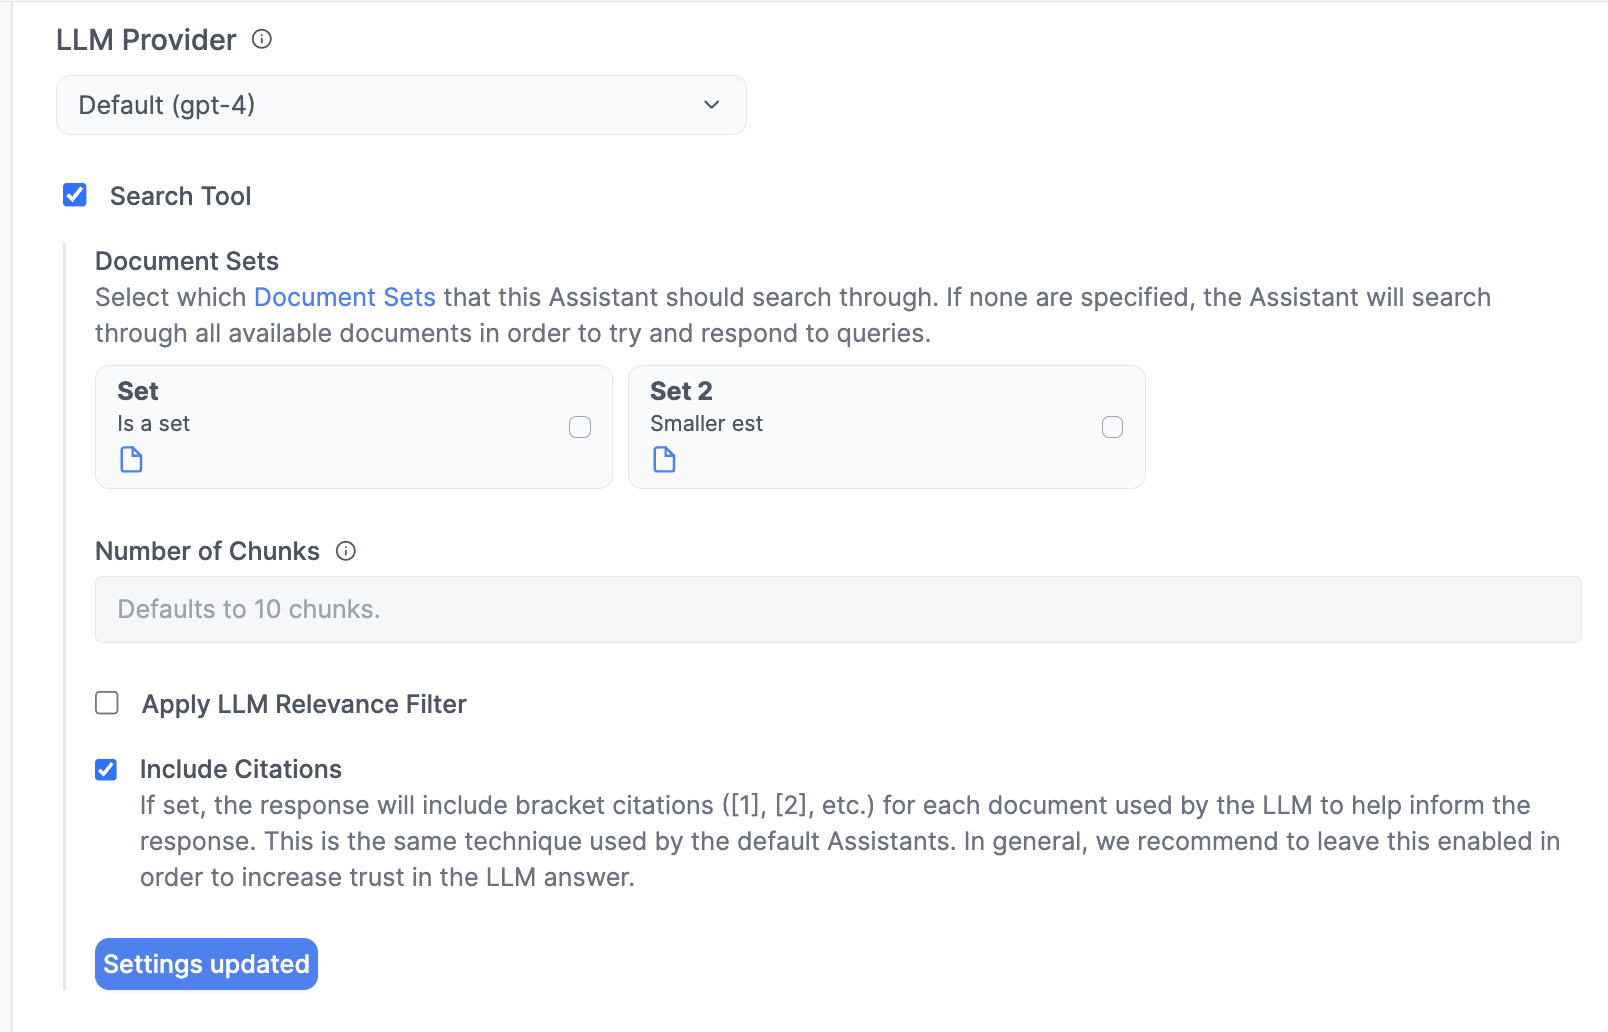 LLM Provider
Default (gpt-4)
Search Tool
Document Sets
Select which Document Sets that this Assistant should search through. If none are specified, the Assistant will search
through all available documents in order to try and respond to queries.
Set
Is a set
Set 2
Smaller est
Number of Chunks
Defaults to 10 chunks.
Apply LLM Relevance Filter
Include Citations
If set, the response will include bracket citations ([1], [2], etc.) for each document used by the LLM to help inform the
response. This is the same technique used by the default Assistants. In general, we recommend to leave this enabled in
order to increase trust in the LLM answer.
Settings updated